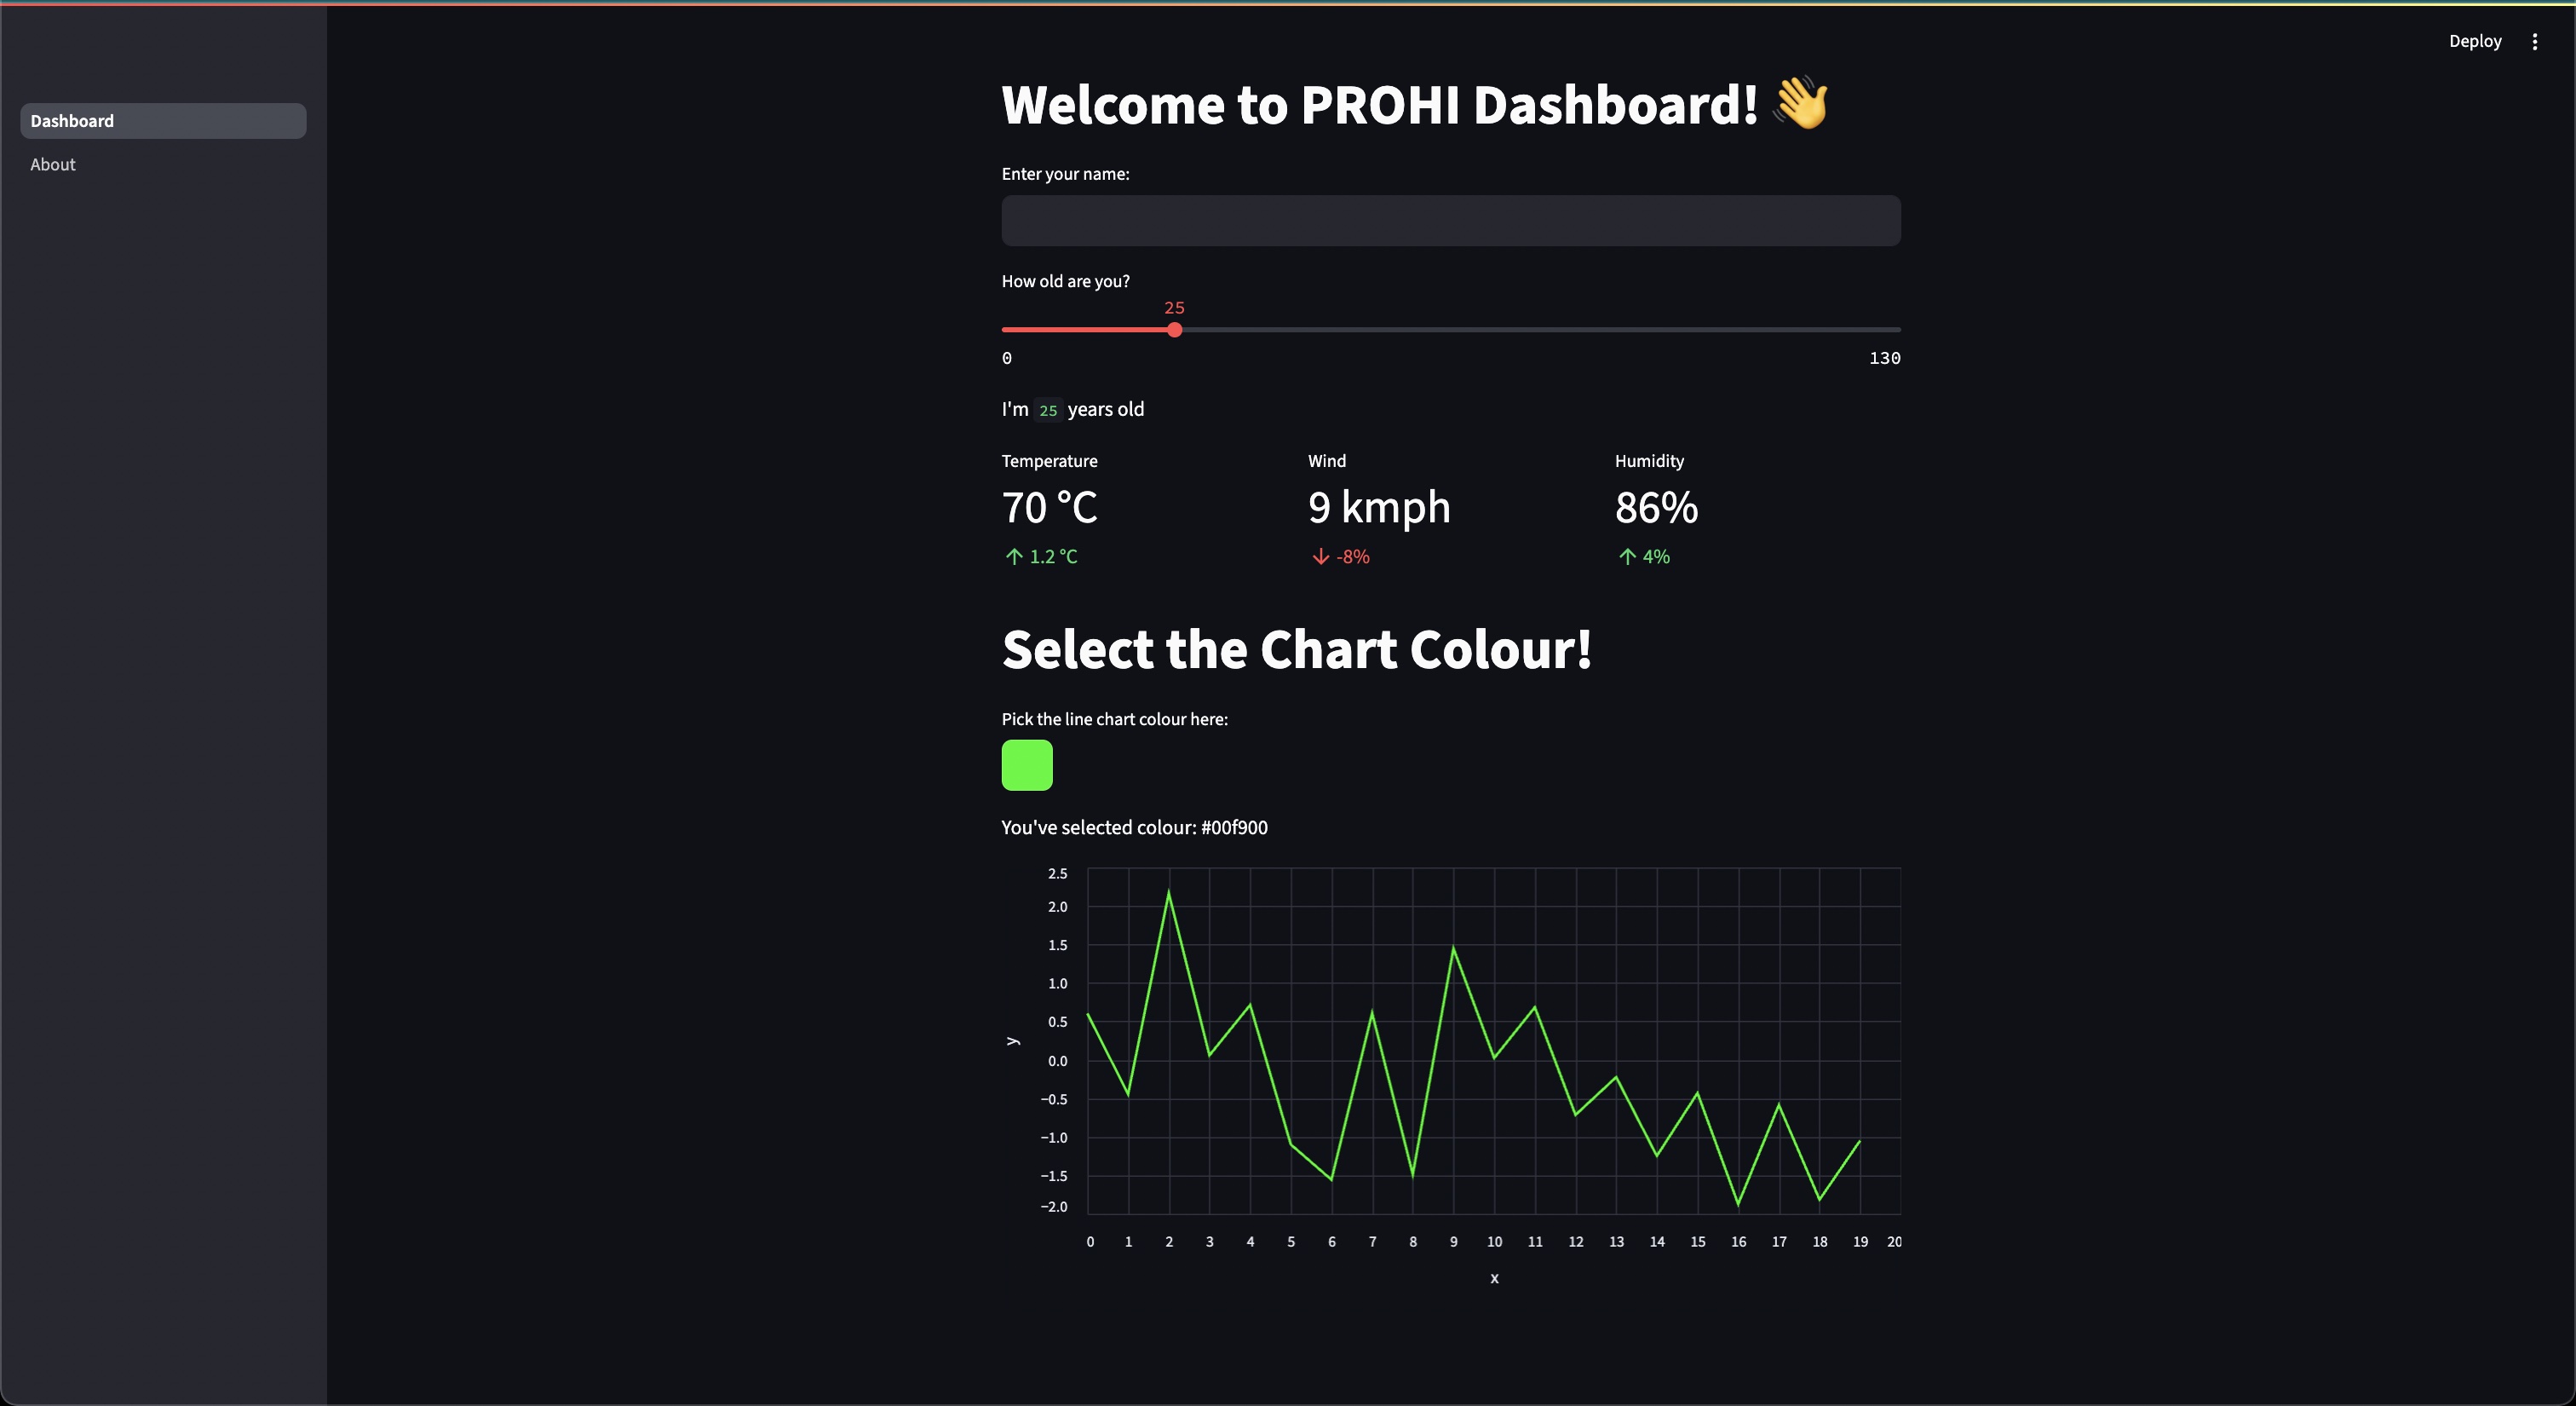 Deploy
Dashboard
About
Welcome to PROHI Dashboard! 👋
Enter your name:
How old are you?
25
0 130
I'm 25 years old
Temperature Wind Humidity
70 °C 9 kmph 86%
↑ 1.2 °C ↓ -8% ↑ 4%
Select the Chart Colour!
Pick the line chart colour here:
You've selected colour: #00f900
2.5
2.0
1.5
1.0
0.5
0.0
−0.5
−1.0
−1.5
−2.0
y
0 1 2 3 4 5 6 7 8 9 10 11 12 13 14 15 16 17 18 19 20
x